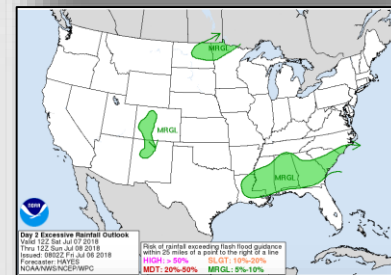 MRGL
MRGL
MRGL
NOAA
Day 2 Excessive Rainfall Outlook
Valid 12Z Sat Jul 07 2018
Thru 12Z Sun Jul 08 2018
Issued: 0802Z Fri Jul 06 2018
Forecaster: HAYES
NOAA/NWS/NCEP/WPC
Risk of rainfall exceeding flash flood guidance
within 25 miles of a point to the right of a line
HIGH: > 50% SLGT: 10%-20%
MDT: 20%-50% MRGL: 5%-10%